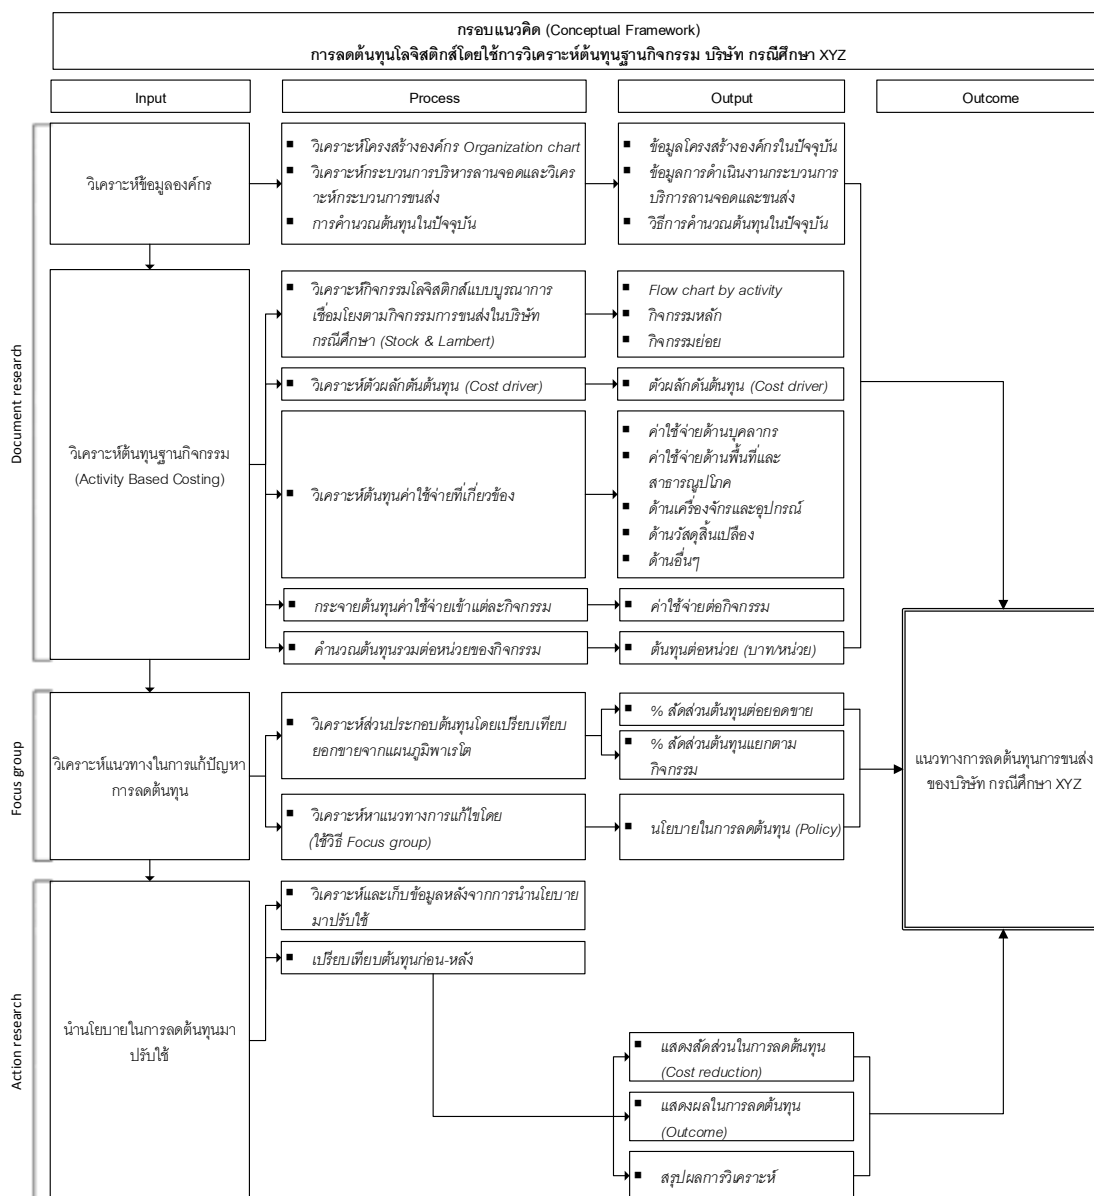 กรอบแนวคิด (Conceptual Framework)
การลดต้นทุนโลจิสติกส์โดยใช้การวิเคราะห์ต้นทุนฐานกิจกรรม บริษัท กรณีศึกษา XYZ
Input
Process
Output
Outcome
Document research
วิเคราะห์ข้อมูลองค์กร
■ วิเคราะห์โครงสร้างองค์กร Organization chart
■ วิเคราะห์กระบวนการบริหารลานจอดและวิเคร
าะห์กระบวนการขนส่ง
■ การคำนวณต้นทุนในปัจจุบัน
■ ข้อมูลโครงสร้างองค์กรในปัจจุบัน
■ ข้อมูลการดำเนินงานกระบวนการ
บริการลานจอดและขนส่ง
■ วิธีการคำนวณต้นทุนในปัจจุบัน
วิเคราะห์ต้นทุนฐานกิจกรรม
(Activity Based Costing)
■ วิเคราะห์กิจกรรมโลจิสติกส์แบบบูรณาการ
เชื่อมโยงตามกิจกรรมการขนส่งในบริษัท
กรณีศึกษา (Stock & Lambert)
■ Flow chart by activity
■ กิจกรรมหลัก
■ กิจกรรมย่อย
■ วิเคราะห์ตัวผลักดันต้นทุน (Cost driver)
■ ตัวผลักดันต้นทุน (Cost driver)
■ วิเคราะห์ต้นทุนค่าใช้จ่ายที่เกี่ยวข้อง
■ ค่าใช้จ่ายด้านบุคลากร
■ ค่าใช้จ่ายด้านพื้นที่และ
สาธารณูปโภค
■ ด้านเครื่องจักรและอุปกรณ์
■ ด้านวัสดุสิ้นเปลือง
■ ด้านอื่นๆ
■ กระจายต้นทุนค่าใช้จ่ายเข้าแต่ละกิจกรรม
■ ค่าใช้จ่ายต่อกิจกรรม
■ คำนวณต้นทุนรวมต่อหน่วยของกิจกรรม
■ ต้นทุนต่อหน่วย (บาท/หน่วย)
Focus group
วิเคราะห์แนวทางในการแก้ปัญหา
การลดต้นทุน
■ วิเคราะห์ส่วนประกอบต้นทุนโดยเปรียบเทียบ
ยอกขายจากแผนภูมิพาเรโต
■ % สัดส่วนต้นทุนต่อยอดขาย
■ % สัดส่วนต้นทุนแยกตาม
กิจกรรม
■ วิเคราะห์หาแนวทางการแก้ไขโดย
(ใช้วิธี Focus group)
■ นโยบายในการลดต้นทุน (Policy)
แนวทางการลดต้นทุนการขนส่ง
ของบริษัท กรณีศึกษา XYZ
Action research
นำนโยบายในการลดต้นทุนมา
ปรับใช้
■ วิเคราะห์และเก็บข้อมูลหลังจากการนำนโยบาย
มาปรับใช้
■ เปรียบเทียบต้นทุนก่อน-หลัง
■ แสดงสัดส่วนในการลดต้นทุน
(Cost reduction)
■ แสดงผลในการลดต้นทุน
(Outcome)
■ สรุปผลการวิเคราะห์